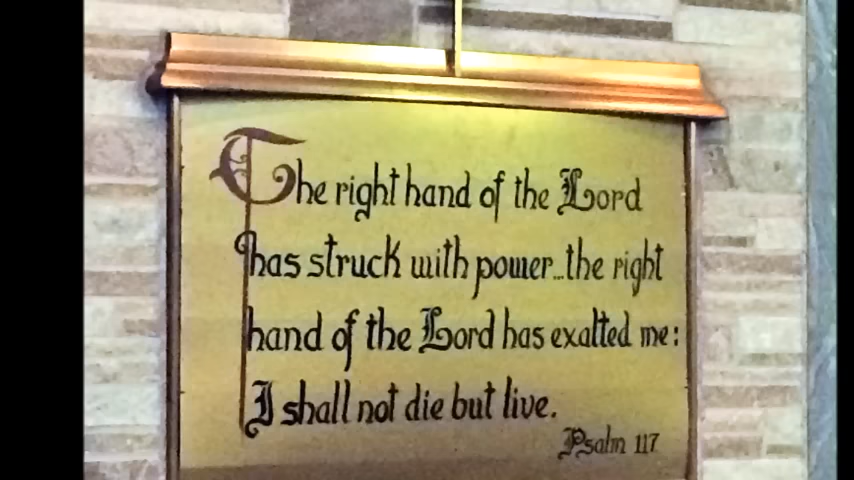 The right hand of the Lord
has struck with power...the right
hand of the Lord has exalted me:
I shall not die but live.
Psalm 117